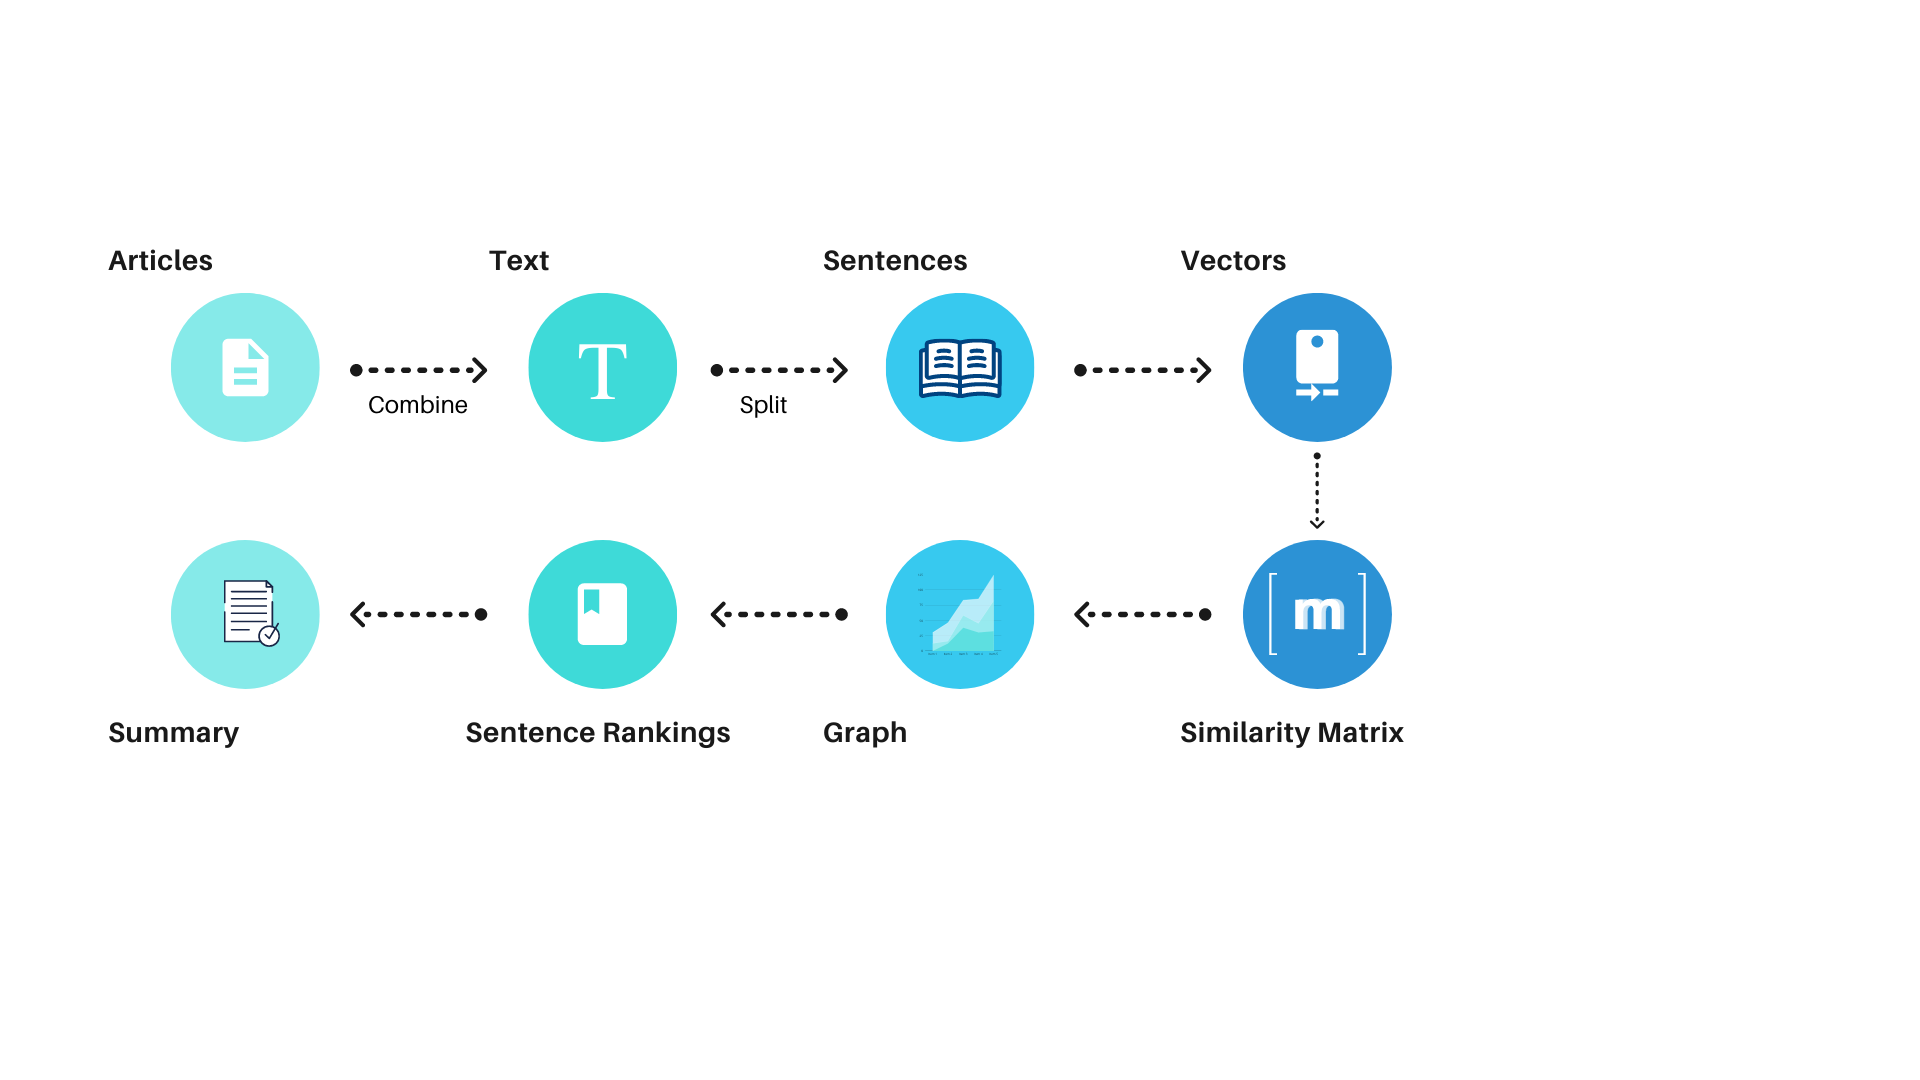 Articles
Text
Sentences
Vectors
T
Combine
Split
m
Summary
Sentence Rankings
Graph
Similarity Matrix